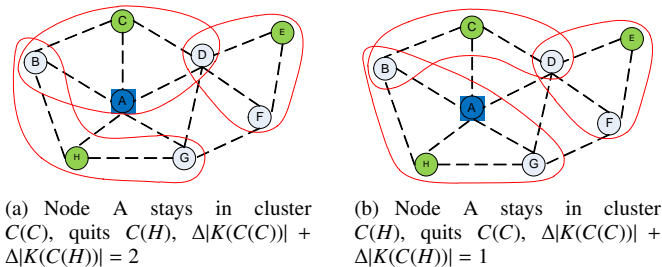 C
E
B
D
A
F
H
G
C
E
B
D
A
F
H
G
(a) Node A stays in cluster
C(C), quits C(H), Δ|K(C(C))| +
Δ|K(C(H))| = 2
(b) Node A stays in cluster
C(H), quits C(C), Δ|K(C(C))| +
Δ|K(C(H))| = 1